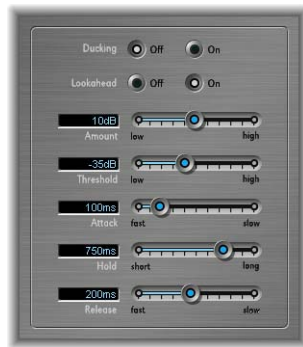 Ducking Off On
Lookahead Off On
10dB
Amount low high
-35dB
Threshold low high
100ms
Attack fast slow
750ms
Hold short long
200ms
Release fast slow